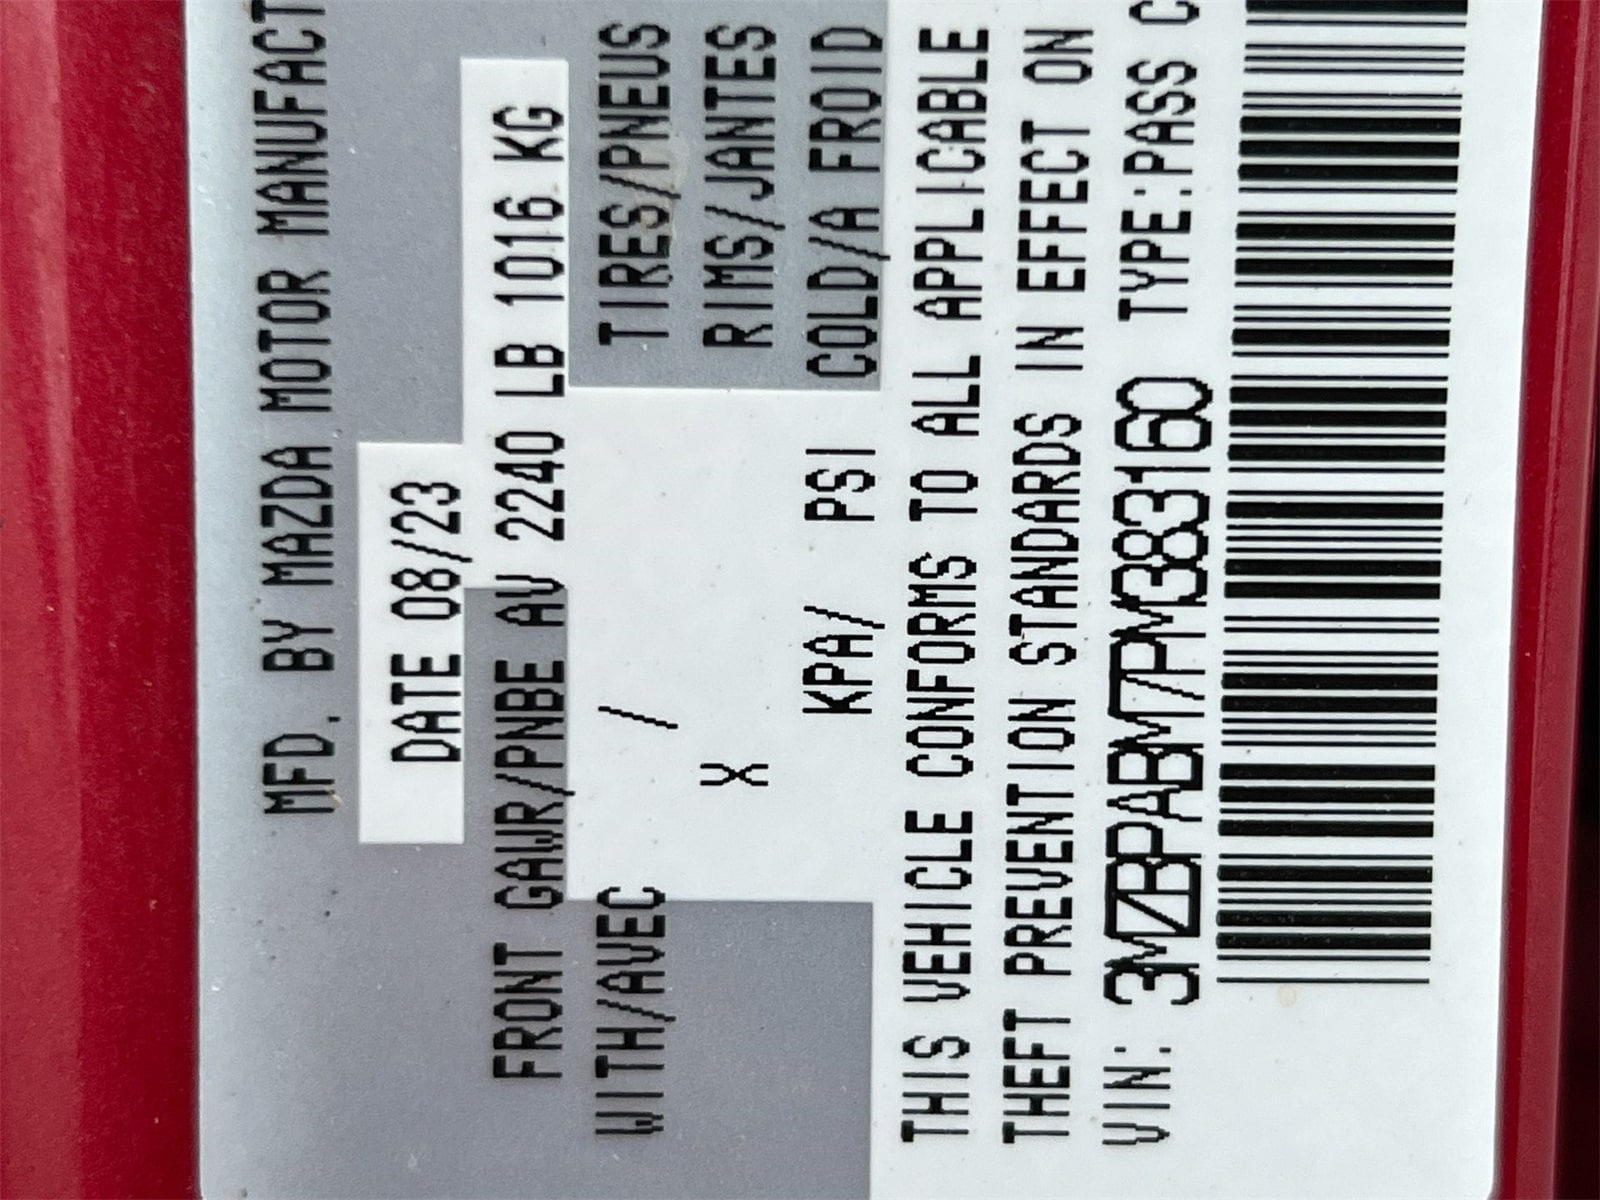 MFD. BY MAZDA MOTOR MANUFACT
DATE 08/23
FRONT GAWR/PNBE AV 2240 LB 1016 KG
WITH/AVEC / TIRES/PNEUS
X RIMS/JANTES
KPA/ PSI COLD/A FROID
THIS VEHICLE CONFORMS TO ALL APPLICABLE
THEFT PREVENTION STANDARDS IN EFFECT ON
VIN: 3MZBPABM7PM383160 TYPE:PASS C